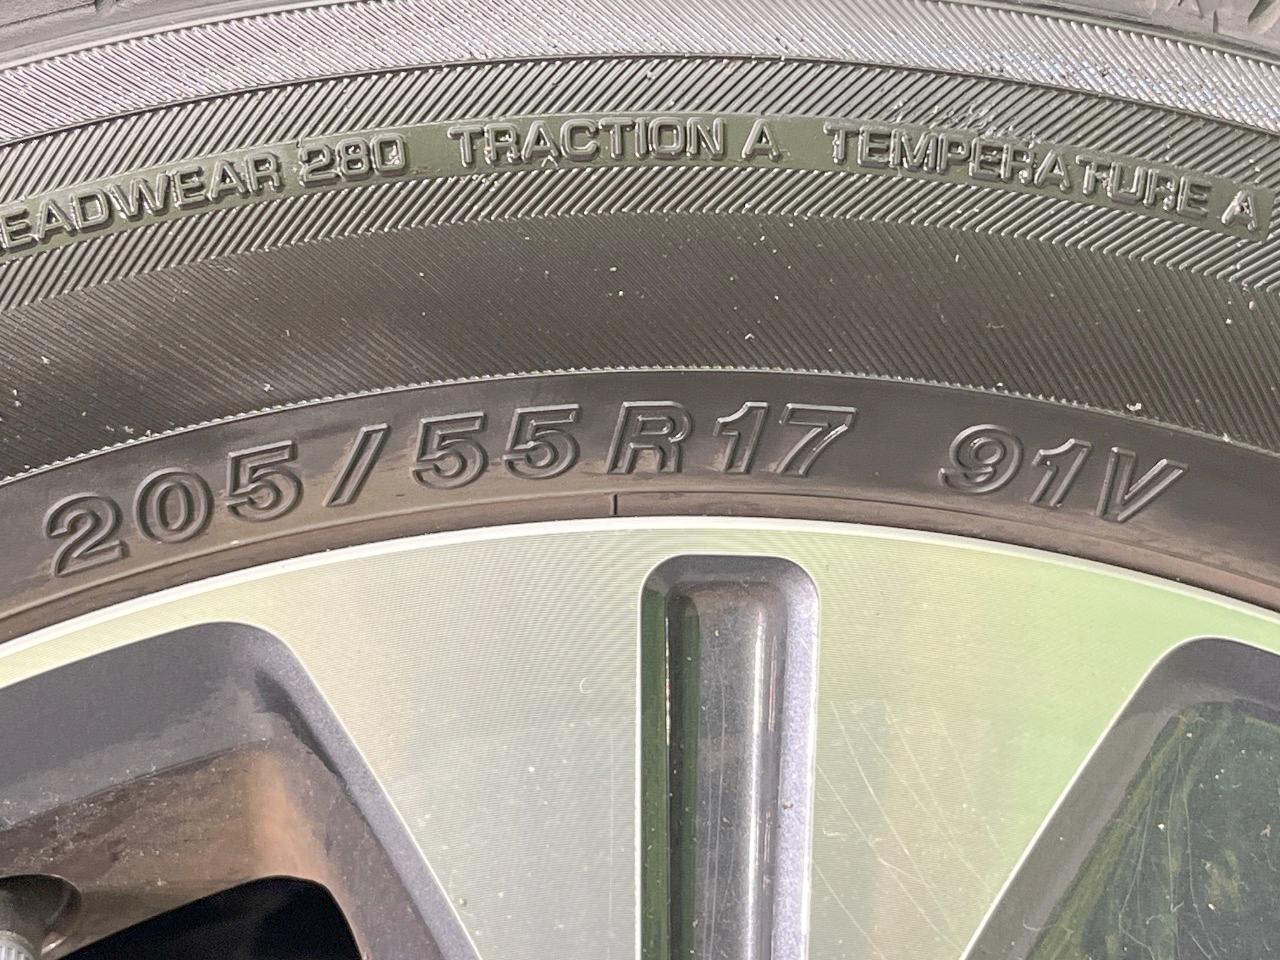 EADWEAR 280 TRACTION A TEMPERATURE A
205/55R17 91V